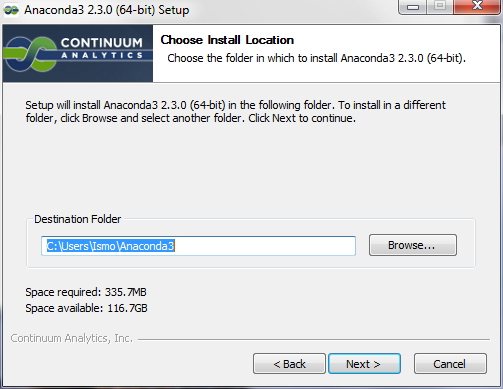 Anaconda3 2.3.0 (64-bit) Setup
CONTINUUM
ANALYTICS
Choose Install Location
Choose the folder in which to install Anaconda3 2.3.0 (64-bit).
Setup will install Anaconda3 2.3.0 (64-bit) in the following folder. To install in a different
folder, click Browse and select another folder. Click Next to continue.
Destination Folder
C:\Users\Ismo\Anaconda3
Browse...
Space required: 335.7MB
Space available: 116.7GB
Continuum Analytics, Inc.
< Back
Next >
Cancel